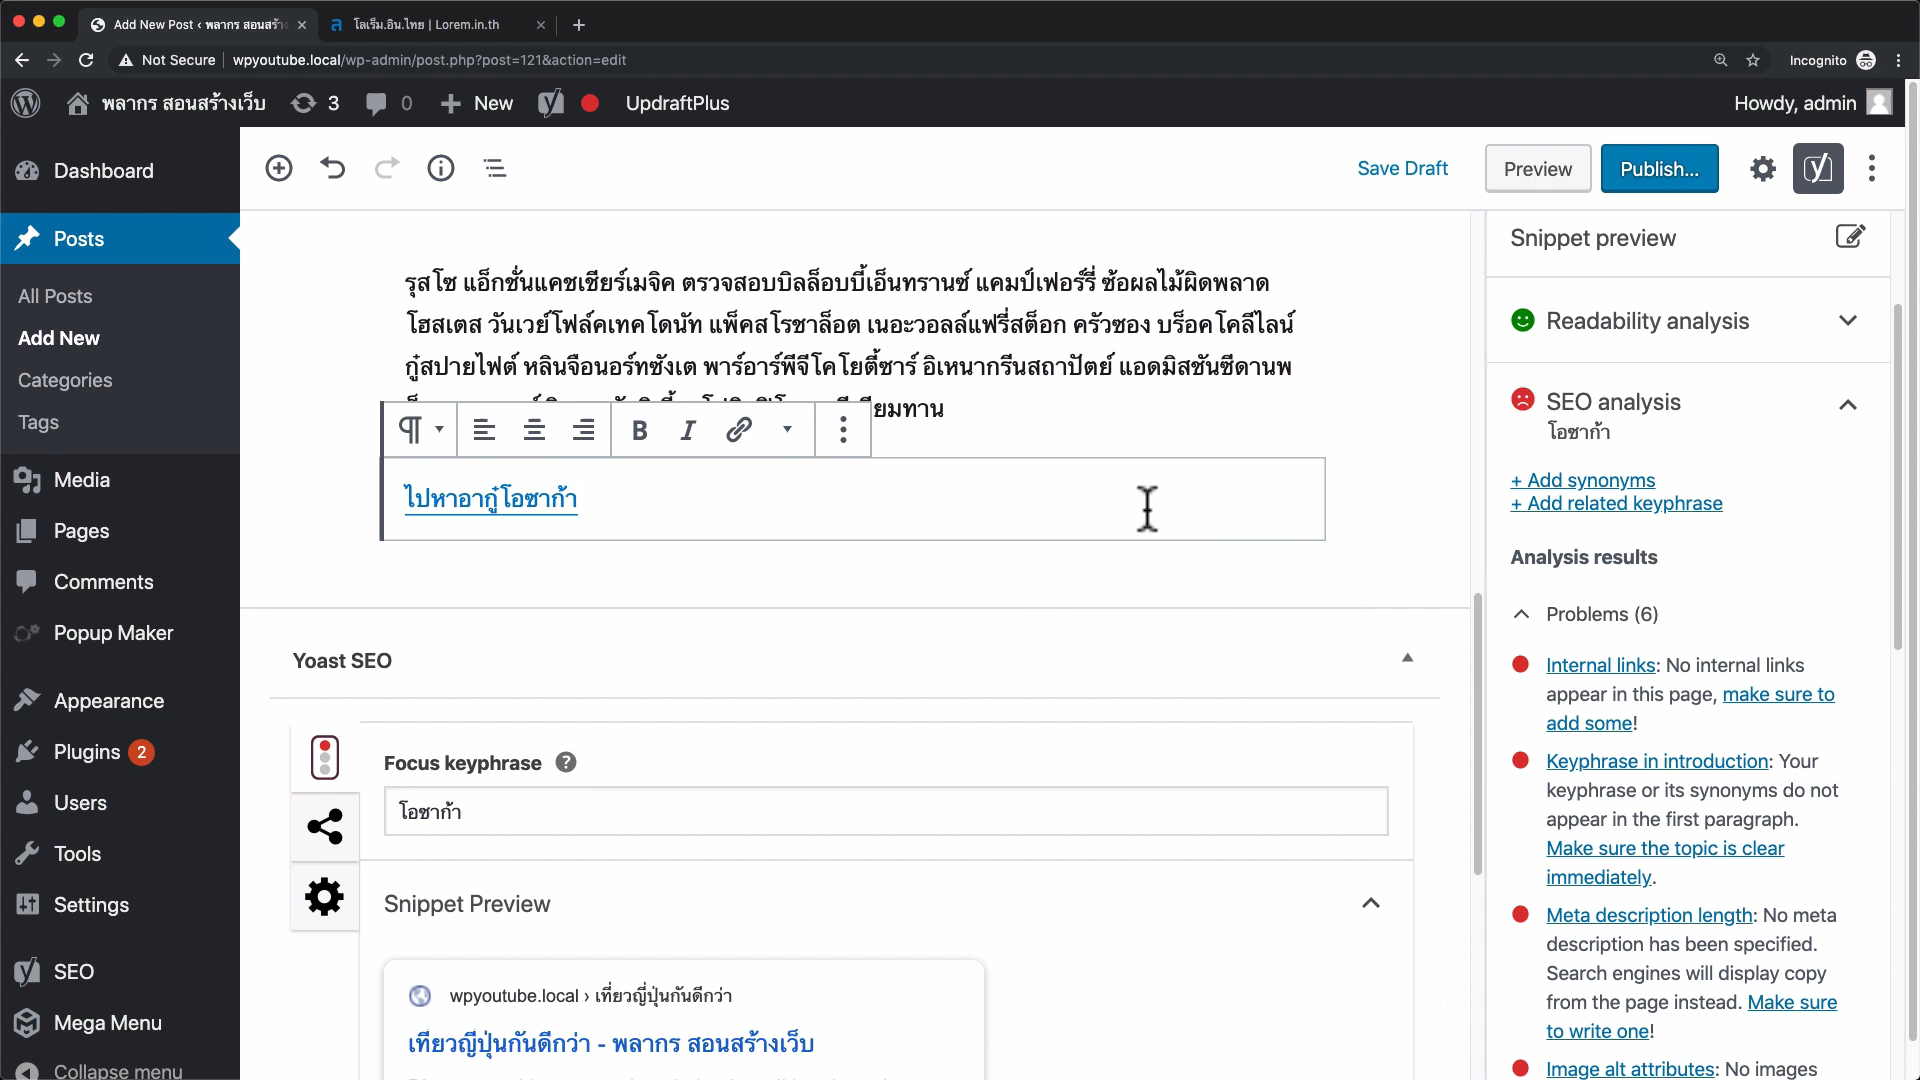 Add New Post ‹ พลากร สอนสร้าง
โลเร็ม.อิน.ไทย | Lorem.in.th
Not Secure
wpyoutube.local/wp-admin/post.php?post=121&action=edit
Incognito
พลากร สอนสร้างเว็บ
3
0
New
UpdraftPlus
Howdy, admin
Dashboard
Posts
All Posts
Add New
Categories
Tags
Media
Pages
Comments
Popup Maker
Appearance
Plugins 2
Users
Tools
Settings
SEO
Mega Menu
Collapse menu
Save Draft
Preview
Publish...
รุสโซ แอ็กชั่นแคชเชียร์เมจิค ตรวจสอบบิลล็อบบี้เอ็นทรานซ์ แคมป์เฟอร์รี่ ซ้อผลไม้ผิดพลาด
โฮสเตส วันเวย์โฟล์คเทคโดนัท แพ็คสโรชาล็อต เนอะวอลล์แฟรี่สต็อก ครัวซอง บร็อคโคลีไลน์
กู๋สปายไฟต์ หลินจือนอร์ทซังเต พาร์อาร์พีจีโคโยตี้ซาร์ อิเหนากรีนสถาปัตย์ แอดมิสชันซีดานพ
ยมทาน
B I
ไปหาอากู๋โอซาก้า
Yoast SEO
Focus keyphrase ?
โอซาก้า
Snippet Preview
wpyoutube.local › เที่ยวญี่ปุ่นกันดีกว่า
เที่ยวญี่ปุ่นกันดีกว่า - พลากร สอนสร้างเว็บ
Snippet preview
Readability analysis
SEO analysis
โอซาก้า
+ Add synonyms
+ Add related keyphrase
Analysis results
Problems (6)
Internal links: No internal links
appear in this page, make sure to
add some!
Keyphrase in introduction: Your
keyphrase or its synonyms do not
appear in the first paragraph.
Make sure the topic is clear
immediately.
Meta description length: No meta
description has been specified.
Search engines will display copy
from the page instead. Make sure
to write one!
Image alt attributes: No images